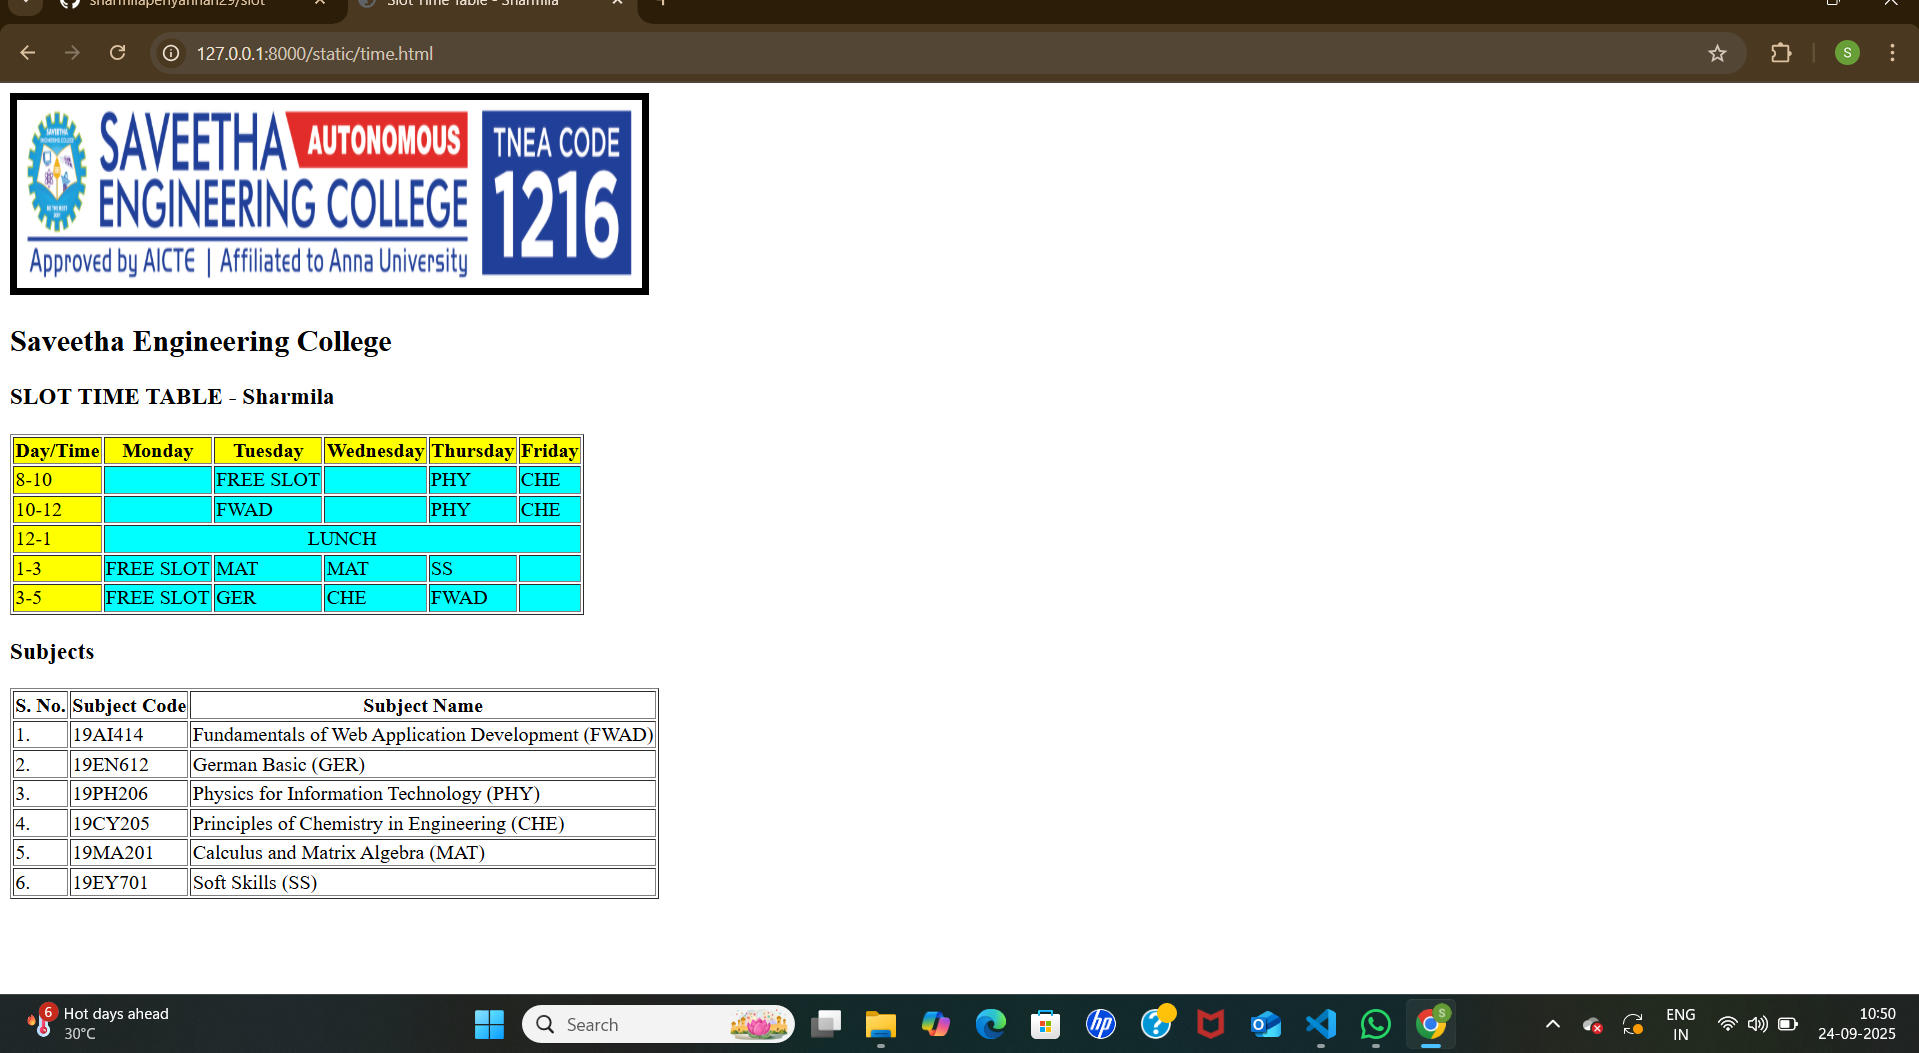 sharmilaperiyannan29/slot
Slot Time Table - Sharmila
127.0.0.1:8000/static/time.html
S
SAVEETHA AUTONOMOUS
ENGINEERING COLLEGE
Approved by AICTE | Affiliated to Anna University
TNEA CODE
1216
Saveetha Engineering College
SLOT TIME TABLE - Sharmila
Day/Time Monday Tuesday Wednesday Thursday Friday
8-10 FREE SLOT PHY CHE
10-12 FWAD PHY CHE
12-1 LUNCH
1-3 FREE SLOT MAT MAT SS
3-5 FREE SLOT GER CHE FWAD
Subjects
S. No. Subject Code Subject Name
1. 19AI414 Fundamentals of Web Application Development (FWAD)
2. 19EN612 German Basic (GER)
3. 19PH206 Physics for Information Technology (PHY)
4. 19CY205 Principles of Chemistry in Engineering (CHE)
5. 19MA201 Calculus and Matrix Algebra (MAT)
6. 19EY701 Soft Skills (SS)
6
Hot days ahead
30°C
Search
hp
S
ENG
IN
10:50
24-09-2025